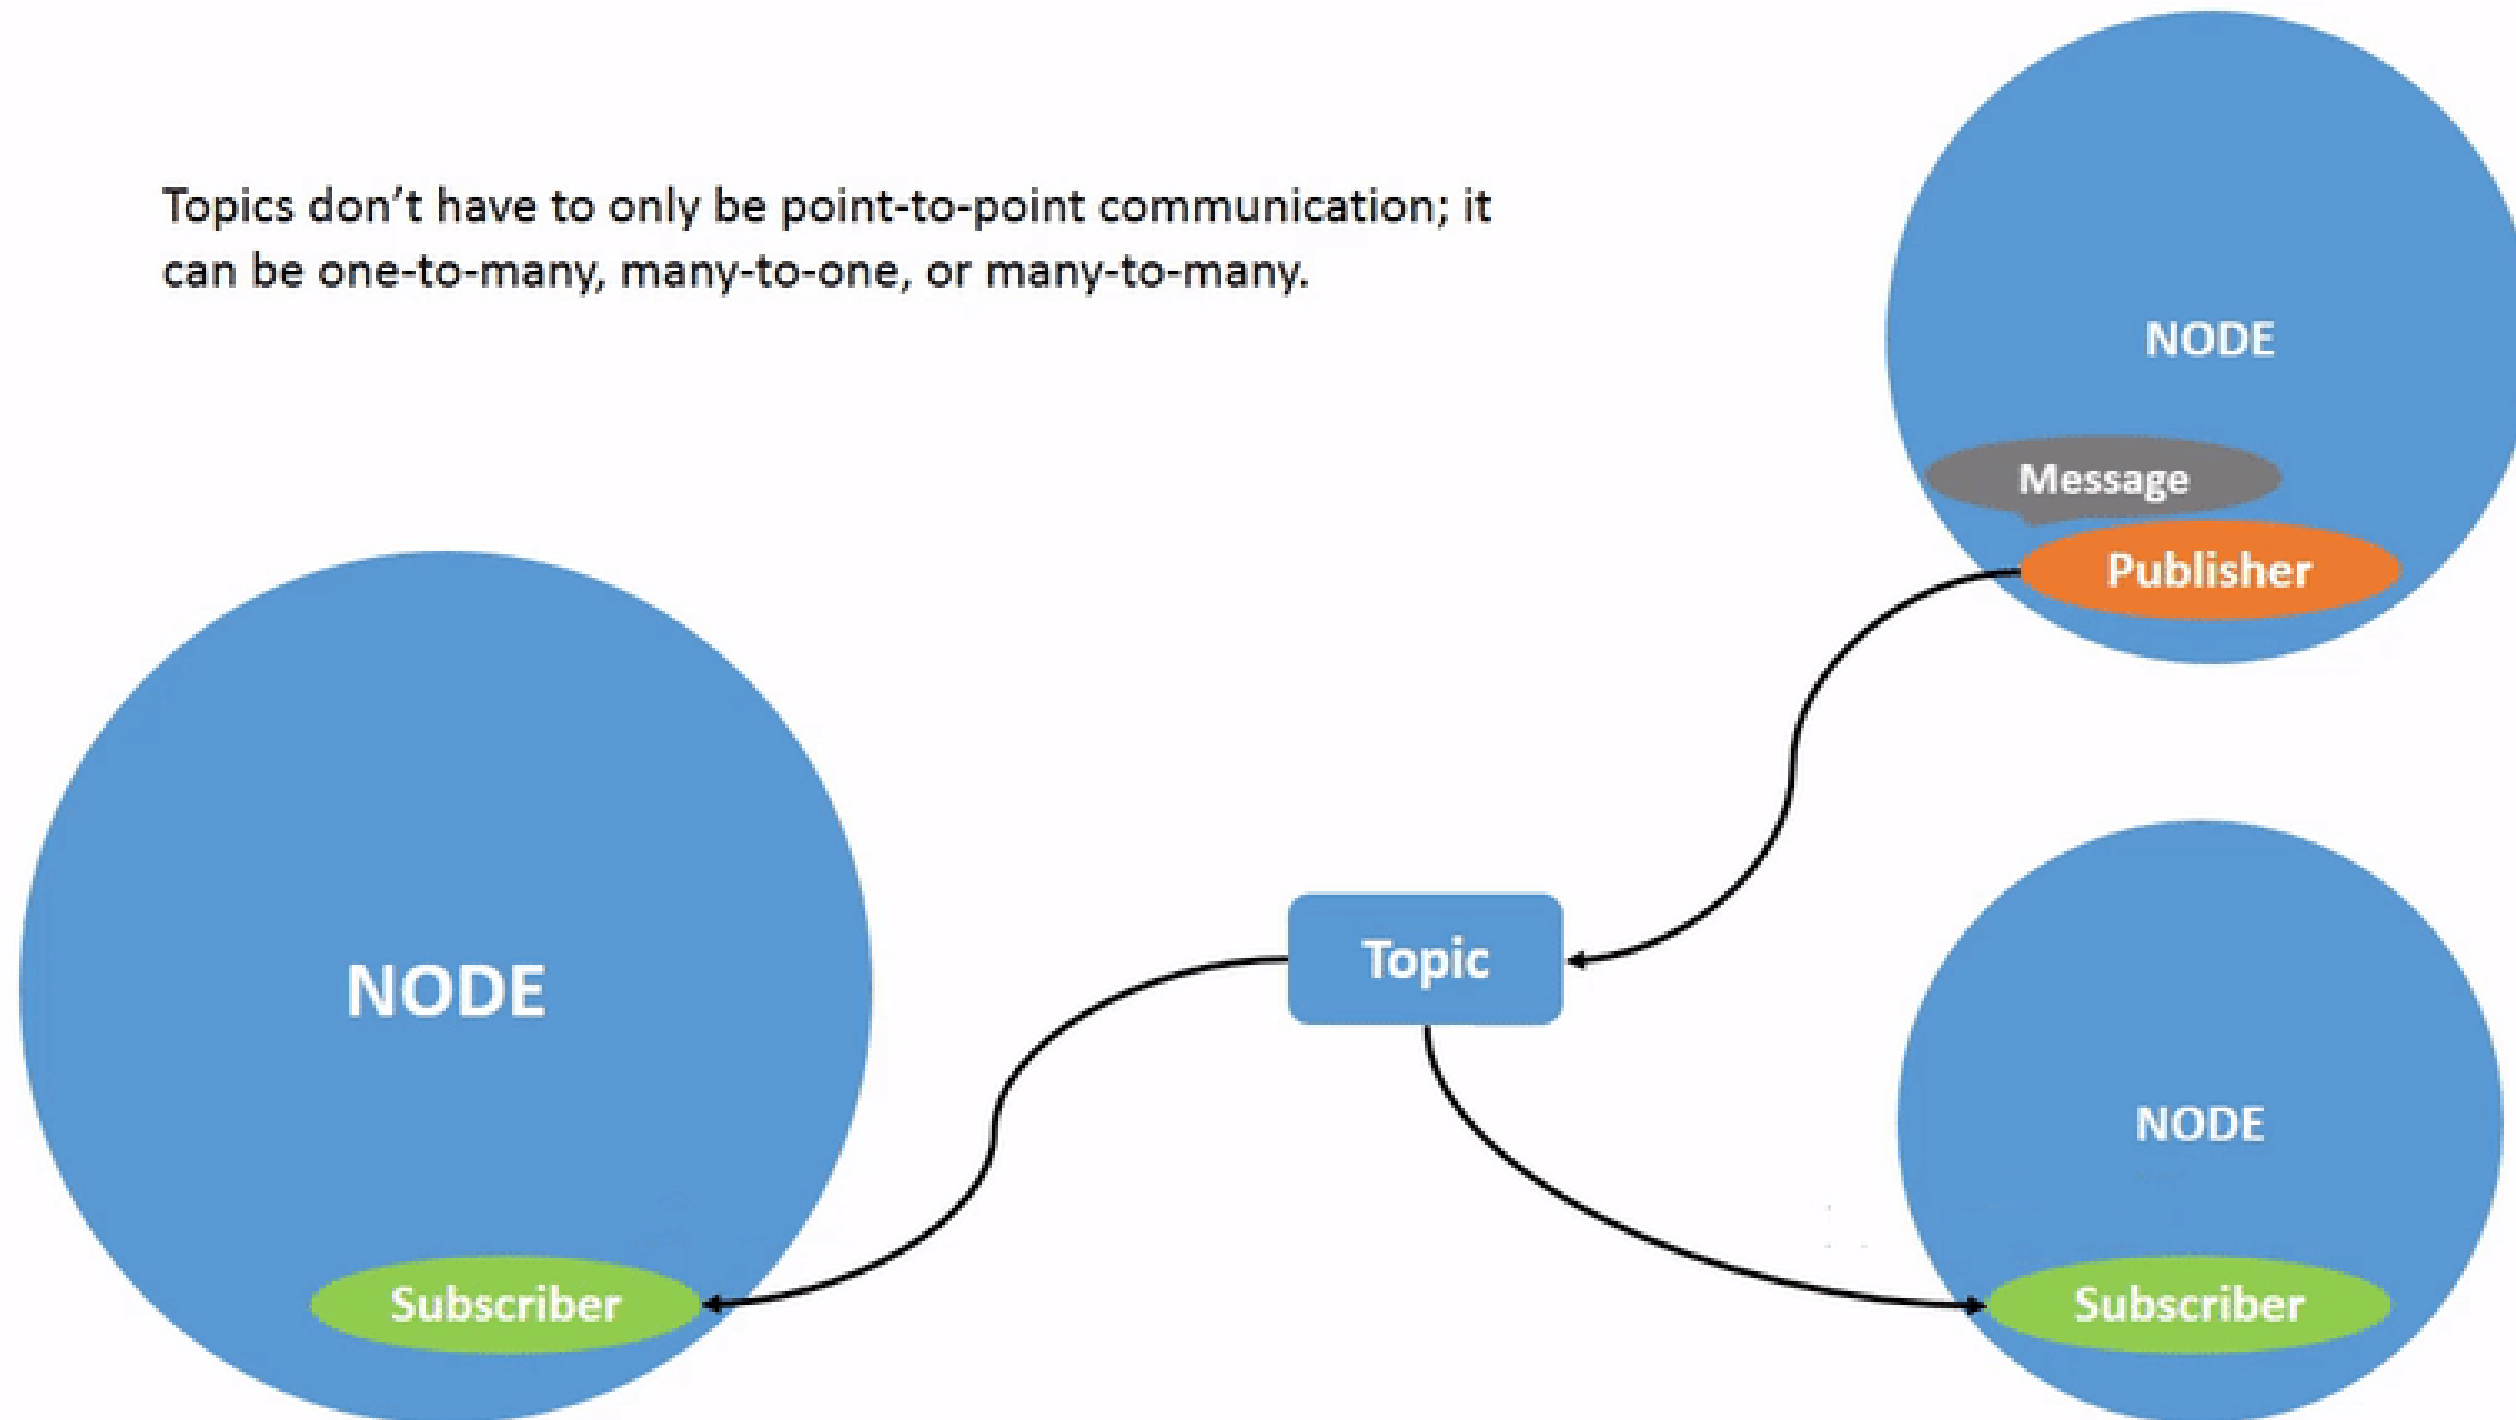 Topics don't have to only be point-to-point communication; it
can be one-to-many, many-to-one, or many-to-many.
NODE
Message
Publisher
Topic
NODE
Subscriber
NODE
Subscriber